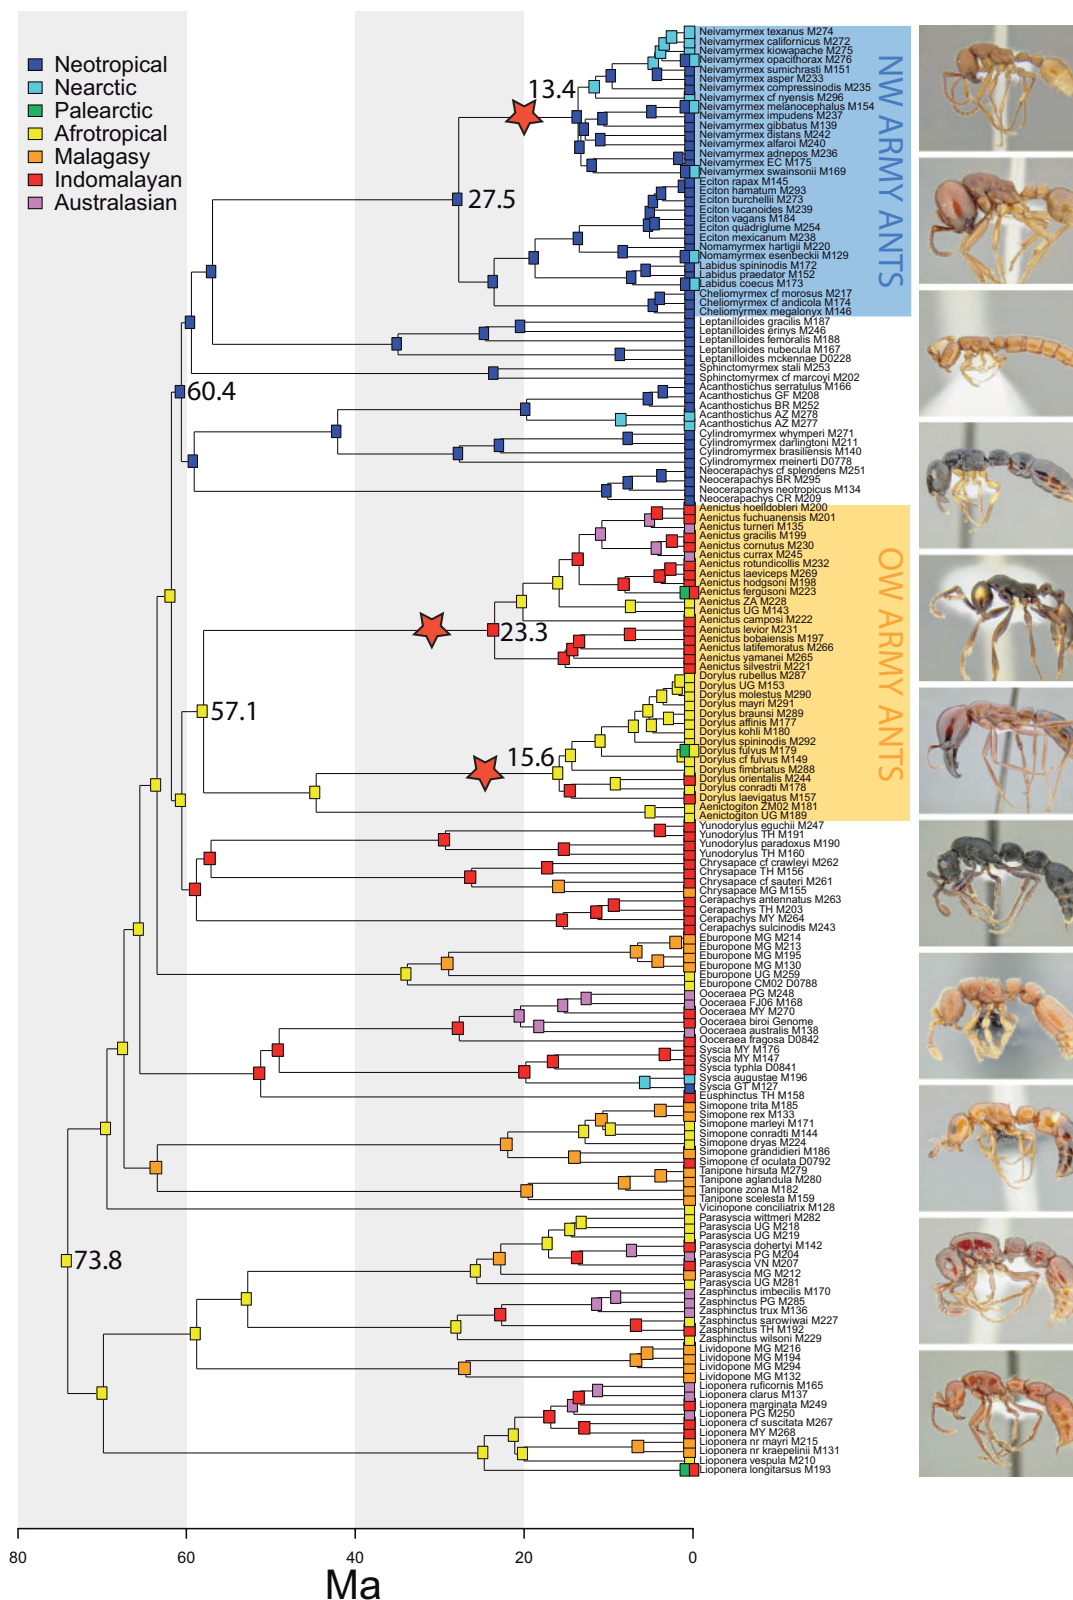 Neotropical
Nearctic
Palearctic
Afrotropical
Malagasy
Indomalayan
Australasian
13.4
27.5
60.4
23.3
57.1
15.6
73.8
NW ARMY ANTS
OW ARMY ANTS
Neivamyrmex texanus M274
Neivamyrmex californicus M272
Neivamyrmex kiowapache M275
Neivamyrmex opacithorax M276
Neivamyrmex sumichrasti M151
Neivamyrmex asper M233
Neivamyrmex compressinodis M235
Neivamyrmex cf nyensis M296
Neivamyrmex melanocephalus M154
Neivamyrmex impudens M237
Neivamyrmex gibbatus M139
Neivamyrmex distans M242
Neivamyrmex alfaroi M240
Neivamyrmex adnepos M236
Neivamyrmex EC M175
Neivamyrmex swainsonii M169
Eciton rapax M145
Eciton hamatum M293
Eciton burchellii M273
Eciton lucanoides M239
Eciton vagans M184
Eciton quadriglume M254
Eciton mexicanum M238
Nomamyrmex hartigii M220
Nomamyrmex esenbeckii M129
Labidus spininodis M172
Labidus praedator M152
Labidus coecus M173
Cheliomyrmex cf morosus M217
Cheliomyrmex cf andicola M174
Cheliomyrmex megalonyx M146
Leptanilloides gracilis M187
Leptanilloides erinys M246
Leptanilloides femoralis M188
Leptanilloides nubecula M167
Leptanilloides mckennae D0228
Sphinctomyrmex stali M253
Sphinctomyrmex cf marcoyi M202
Acanthostichus serratulus M166
Acanthostichus GF M208
Acanthostichus BR M252
Acanthostichus AZ M278
Acanthostichus AZ M277
Cylindromyrmex whymperi M271
Cylindromyrmex darlingtoni M211
Cylindromyrmex brasiliensis M140
Cylindromyrmex meinerti D0778
Neocerapachys cf splendens M251
Neocerapachys BR M295
Neocerapachys neotropicus M134
Neocerapachys CR M209
Aenictus hoelldobleri M200
Aenictus fuchuanensis M201
Aenictus turneri M135
Aenictus gracilis M199
Aenictus cornutus M230
Aenictus currax M245
Aenictus rotundicollis M232
Aenictus laeviceps M269
Aenictus hodgsoni M198
Aenictus fergusoni M223
Aenictus ZA M228
Aenictus UG M143
Aenictus camposi M222
Aenictus levior M231
Aenictus bobaiensis M197
Aenictus latifemoratus M266
Aenictus yamanei M265
Aenictus silvestrii M221
Dorylus rubellus M287
Dorylus UG M153
Dorylus molestus M290
Dorylus mayri M291
Dorylus braunsi M289
Dorylus affinis M177
Dorylus kohli M180
Dorylus spininodis M292
Dorylus fulvus M179
Dorylus cf fulvus M149
Dorylus fimbriatus M288
Dorylus orientalis M244
Dorylus conradti M178
Dorylus laevigatus M157
Aenictogiton ZM02 M181
Aenictogiton UG M189
Yunodorylus eguchii M247
Yunodorylus TH M191
Yunodorylus paradoxus M190
Yunodorylus TH M160
Chrysapace cf crawleyi M262
Chrysapace TH M156
Chrysapace cf sauteri M261
Chrysapace MG M155
Cerapachys antennatus M263
Cerapachys TH M203
Cerapachys MY M264
Cerapachys sulcinodis M243
Eburopone MG M214
Eburopone MG M213
Eburopone MG M195
Eburopone MG M130
Eburopone UG M259
Eburopone CM02 D0788
Ooceraea PG M248
Ooceraea FJ06 M168
Ooceraea MY M270
Ooceraea biroi Genome
Ooceraea australis M138
Ooceraea fragosa D0842
Syscia MY M176
Syscia MY M147
Syscia typhla D0841
Syscia augustae M196
Syscia GT M127
Eusphinctus TH M158
Simopone trita M185
Simopone rex M133
Simopone marleyi M171
Simopone conradti M144
Simopone dryas M224
Simopone grandidieri M186
Simopone cf oculata D0792
Tanipone hirsuta M279
Tanipone aglandula M280
Tanipone zona M182
Tanipone scelesta M159
Vicinopone conciliatrix M128
Parasyscia wittmeri M282
Parasyscia UG M218
Parasyscia UG M219
Parasyscia dohertyi M142
Parasyscia PG M204
Parasyscia VN M207
Parasyscia MG M212
Parasyscia UG M281
Zasphinctus imbecilis M170
Zasphinctus PG M285
Zasphinctus trux M136
Zasphinctus sarowiwai M227
Zasphinctus TH M192
Zasphinctus wilsoni M229
Lividopone MG M216
Lividopone MG M194
Lividopone MG M294
Lividopone MG M132
Lioponera ruficornis M165
Lioponera clarus M137
Lioponera marginata M249
Lioponera PG M250
Lioponera cf suscitata M267
Lioponera MY M268
Lioponera nr mayri M215
Lioponera nr kraepelinii M131
Lioponera vespula M210
Lioponera longitarsus M193
80 60 40 20 0
Ma